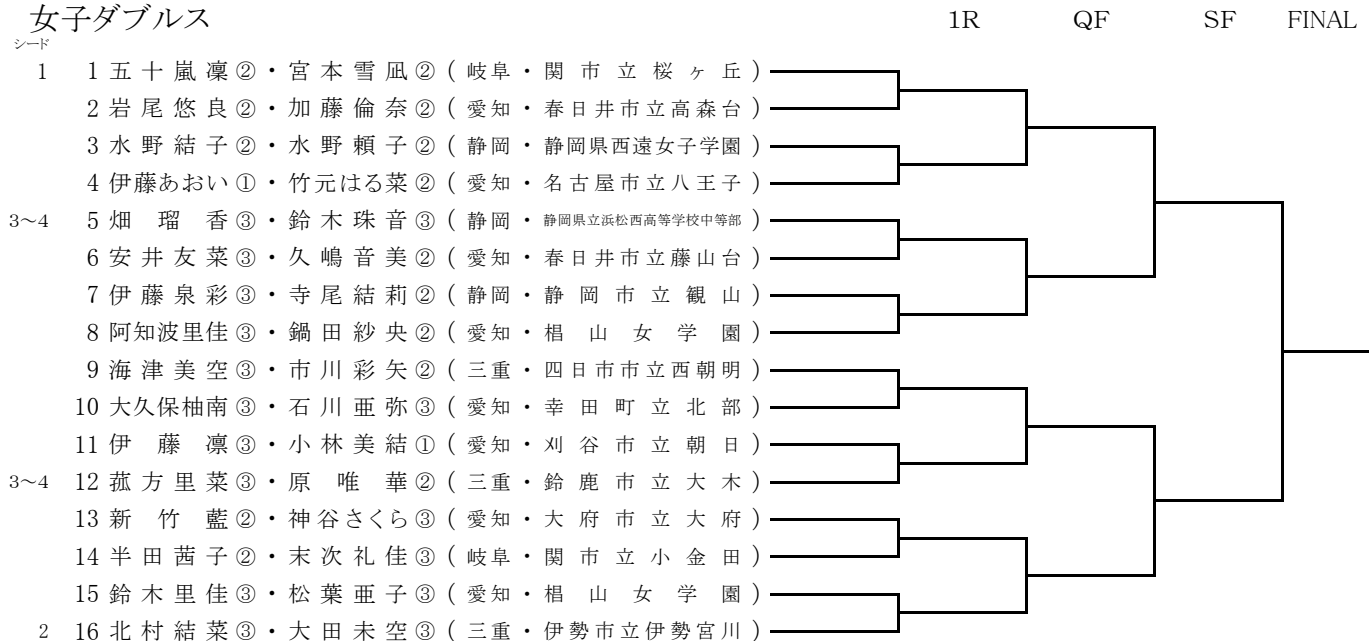 女子ダブルス 1R QF SF FINAL
シード
1 1 五十嵐凜②・宮本雪凪②(岐阜・関市立桜ヶ丘)
2 岩尾悠良②・加藤倫奈②(愛知・春日井市立高森台)
3 水野結子②・水野頼子②(静岡・静岡県西遠女子学園)
4 伊藤あおい①・竹元はる菜②(愛知・名古屋市立八王子)
3~4 5 畑瑠香③・鈴木珠音③(静岡・静岡県立浜松西高等学校中等部)
6 安井友菜③・久嶋音美②(愛知・春日井市立藤山台)
7 伊藤泉彩③・寺尾結莉②(静岡・静岡市立観山)
8 阿知波里佳③・鍋田紗央②(愛知・椙山女学園)
9 海津美空③・市川彩矢②(三重・四日市市立西朝明)
10 大久保柚南③・石川亜弥③(愛知・幸田町立北部)
11 伊藤凛③・小林美結①(愛知・刈谷市立朝日)
3~4 12 菰方里菜③・原唯華②(三重・鈴鹿市立大木)
13 新竹藍②・神谷さくら③(愛知・大府市立大府)
14 半田茜子②・末次礼佳③(岐阜・関市立小金田)
15 鈴木里佳③・松葉亜子③(愛知・椙山女学園)
2 16 北村結菜③・大田未空③(三重・伊勢市立伊勢宮川)